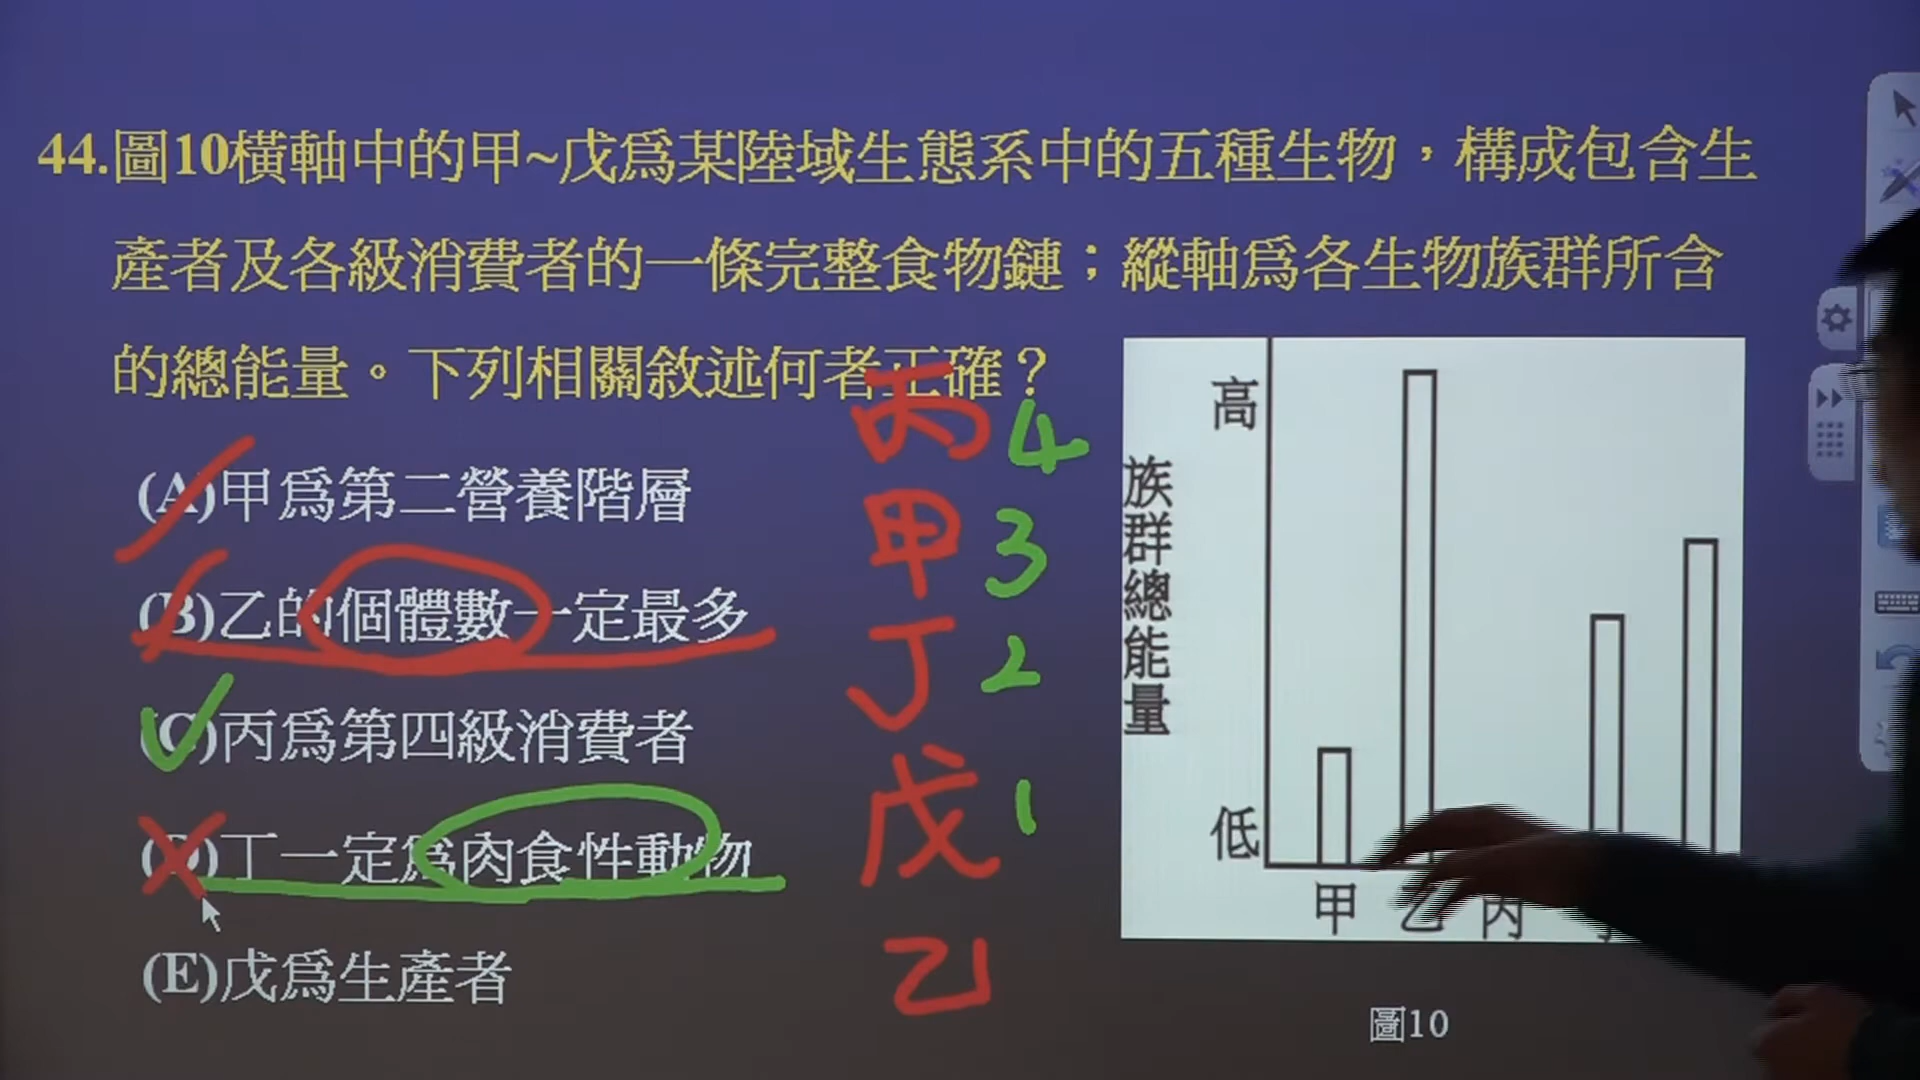 44.圖10橫軸中的甲~戊為某陸域生態系中的五種生物，構成包含生
產者及各級消費者的一條完整食物鏈；縱軸為各生物族群所含
的總能量。下列相關敘述何者正確？
(A)甲為第二營養階層
(B)乙的個體數一定最多
(C)丙為第四級消費者
(D)丁一定為肉食性動物
(E)戊為生產者
丙 4
甲 3
丁 2
戊 1
乙
高
族群總能量
低
甲 乙 丙
圖10